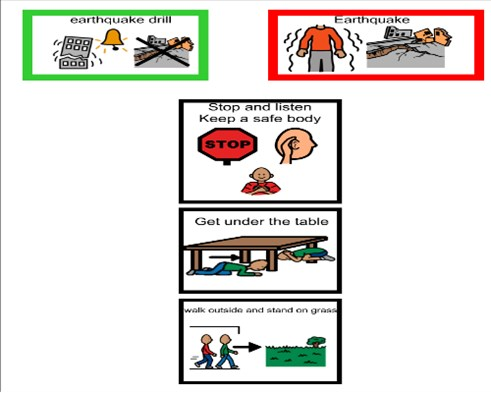 earthquake drill
Earthquake
Stop and listen
Keep a safe body
STOP
Get under the table
walk outside and stand on grass